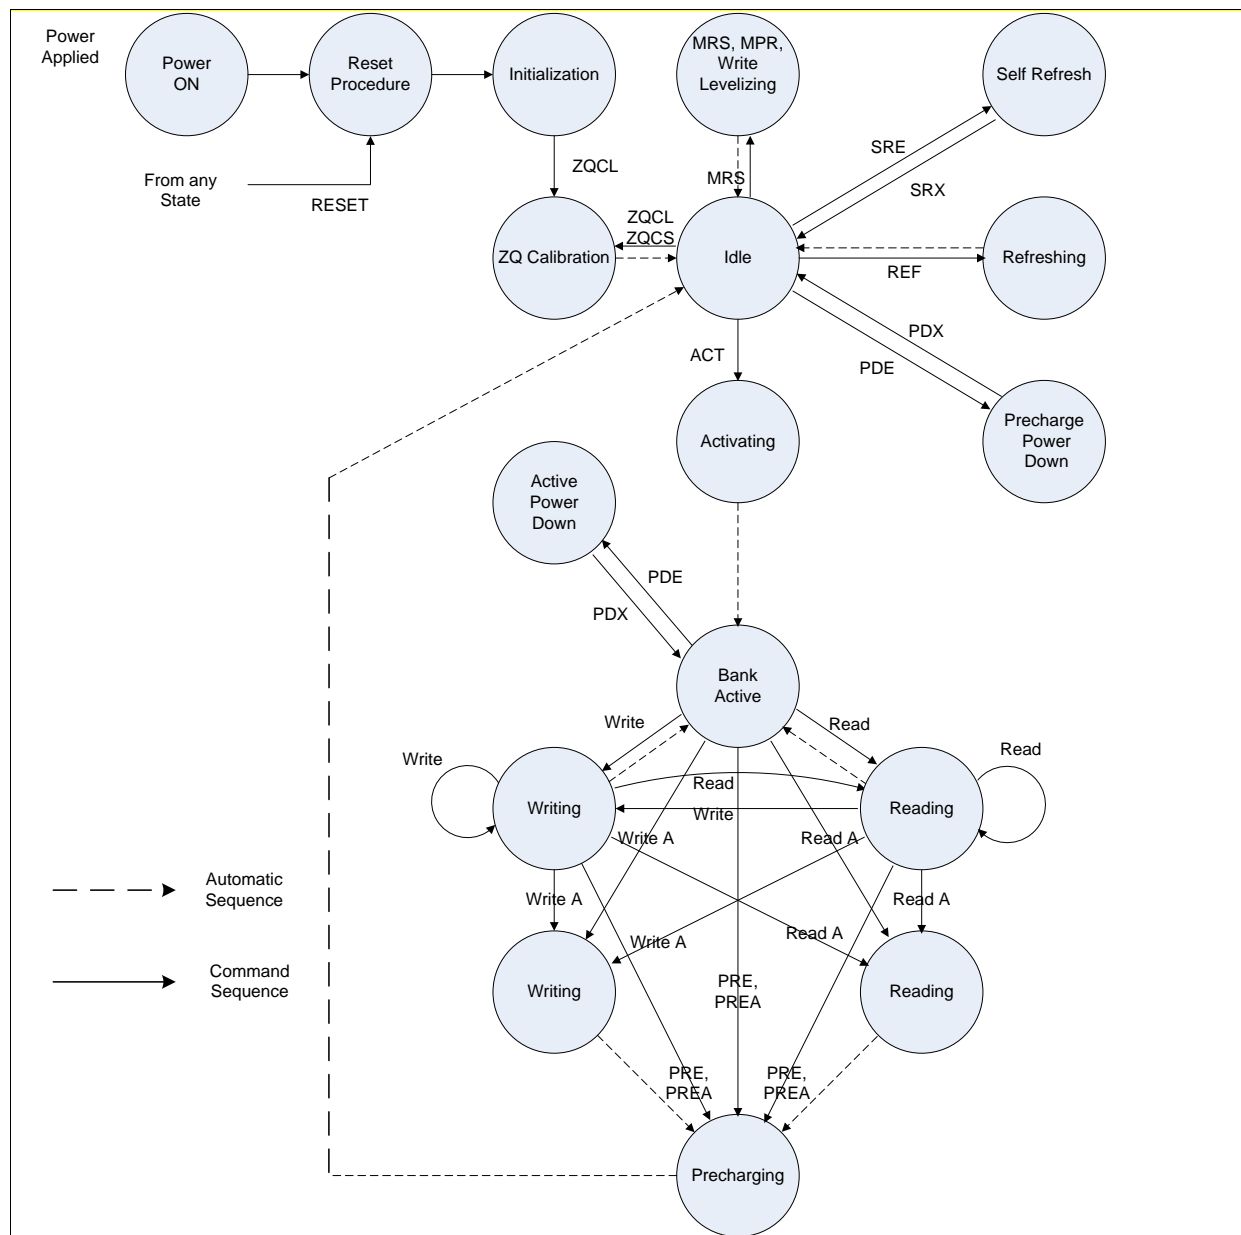 Power
Applied
Power
ON
Reset
Procedure
Initialization
MRS, MPR,
Write
Levelizing
Self Refresh
From any
State
RESET
ZQCL
MRS
SRE
SRX
ZQCL
ZQCS
ZQ Calibration
Idle
REF
Refreshing
ACT
PDX
PDE
Activating
Precharge
Power
Down
Active
Power
Down
PDE
PDX
Bank
Active
Write
Read
Write
Read
Read
Writing
Write
Reading
Write A
Read A
Automatic
Sequence
Write A
Read A
Write A
Read A
Command
Sequence
Writing
PRE,
PREA
Reading
PRE,
PREA
PRE,
PREA
Precharging